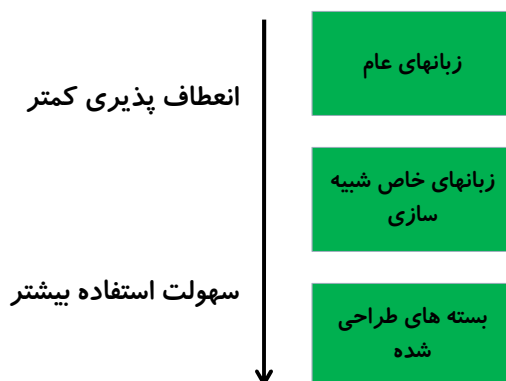 زبانهای عام
انعطاف پذیری کمتر
زبانهای خاص شبیه
سازی
سهولت استفاده بیشتر
بسته های طراحی
شده